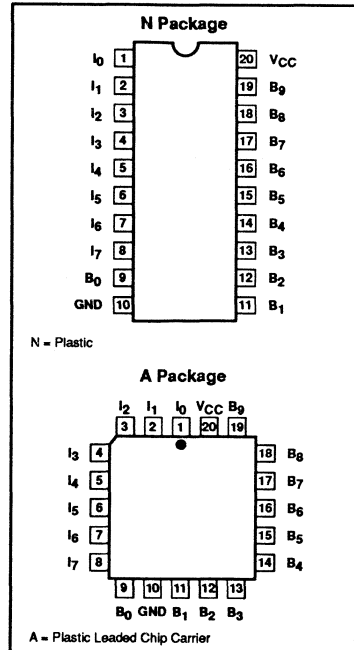 N Package
I0 1 20 VCC
I1 2 19 B9
I2 3 18 B8
I3 4 17 B7
I4 5 16 B6
I5 6 15 B5
I6 7 14 B4
I7 8 13 B3
B0 9 12 B2
GND 10 11 B1
N = Plastic
A Package
I2 I1 I0 VCC B9
3 2 1 20 19
I3 4 18 B8
I4 5 17 B7
I5 6 16 B6
I6 7 15 B5
I7 8 14 B4
9 10 11 12 13
B0 GND B1 B2 B3
A = Plastic Leaded Chip Carrier